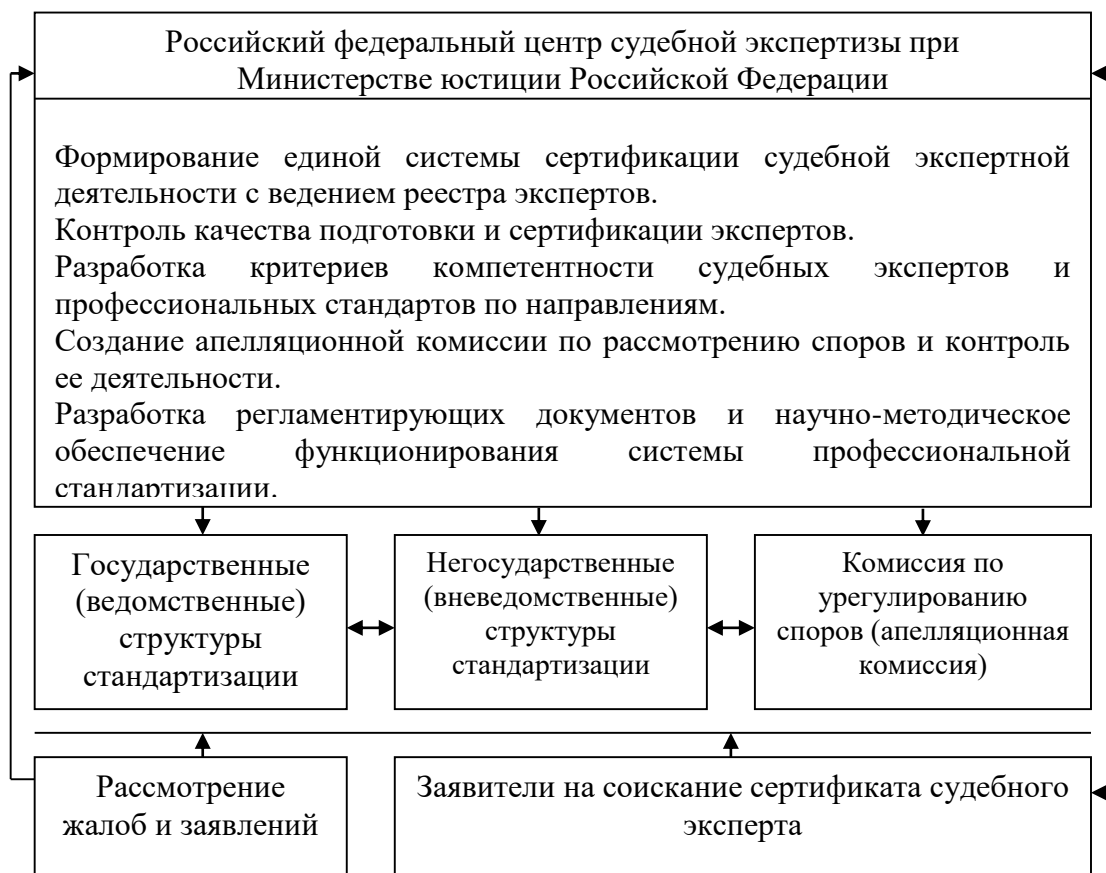 Российский федеральный центр судебной экспертизы при
Министерстве юстиции Российской Федерации
Формирование единой системы сертификации судебной экспертной
деятельности с ведением реестра экспертов.
Контроль качества подготовки и сертификации экспертов.
Разработка критериев компетентности судебных экспертов и
профессиональных стандартов по направлениям.
Создание апелляционной комиссии по рассмотрению споров и контроль
ее деятельности.
Разработка регламентирующих документов и научно-методическое
обеспечение функционирования системы профессиональной
стандартизации.
Государственные
(ведомственные)
структуры
стандартизации
Негосударственные
(вневедомственные)
структуры
стандартизации
Комиссия по
урегулированию
споров (апелляционная
комиссия)
Рассмотрение
жалоб и заявлений
Заявители на соискание сертификата судебного
эксперта